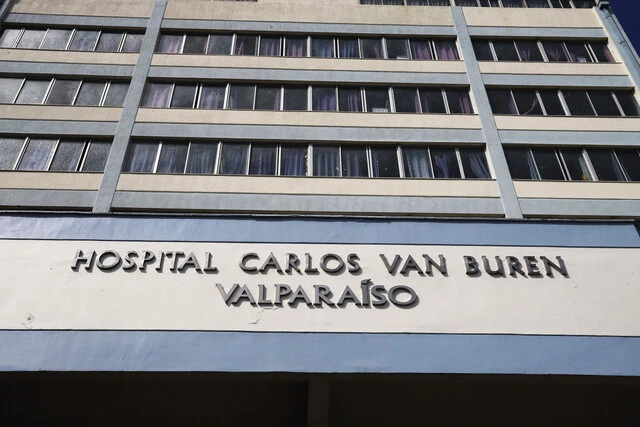 HOSPITAL CARLOS VAN BUREN
VALPARAÍSO